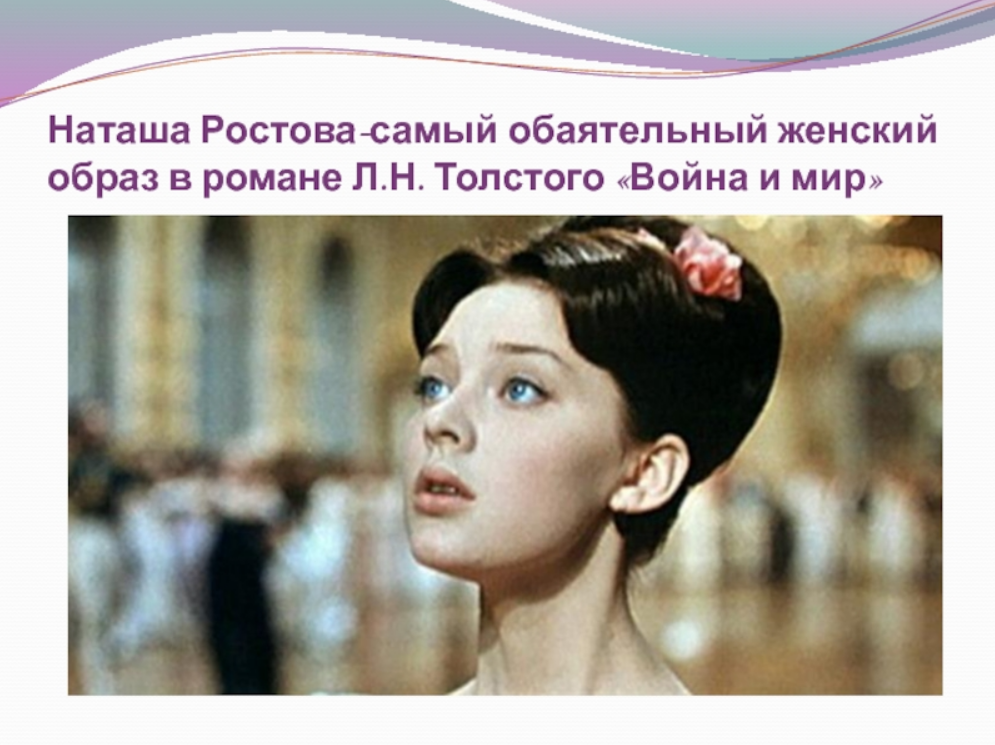 Наташа Ростова-самый обаятельный женский
образ в романе Л.Н. Толстого «Война и мир»